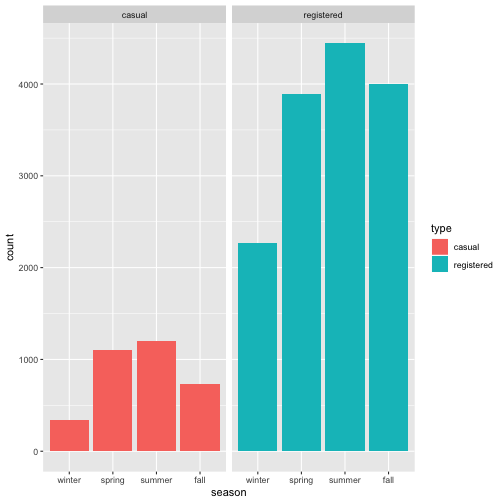 casual registered
count
4000
3000
2000
1000
0
winter spring summer fall winter spring summer fall
season
type
casual
registered